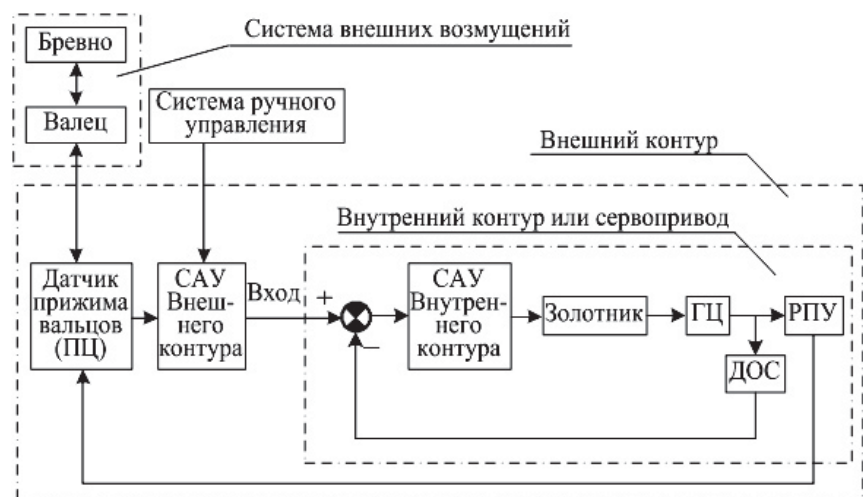 Бревно
Система внешних возмущений
Валец
Система ручного
управления
Внешний контур
Внутренний контур или сервопривод
Датчик
прижима
вальцов
(ПЦ)
САУ
Внеш-
него
контура
Вход
+
–
САУ
Внутрен-
него
контура
Золотник
ГЦ
РПУ
ДОС